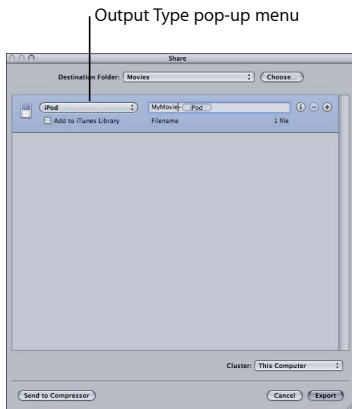 Output Type pop-up menu
Share
Destination Folder: Movies Choose...
iPod MyMovie- iPod
Add to iTunes Library Filename 1 file
Cluster: This Computer
Send to Compressor Cancel Export